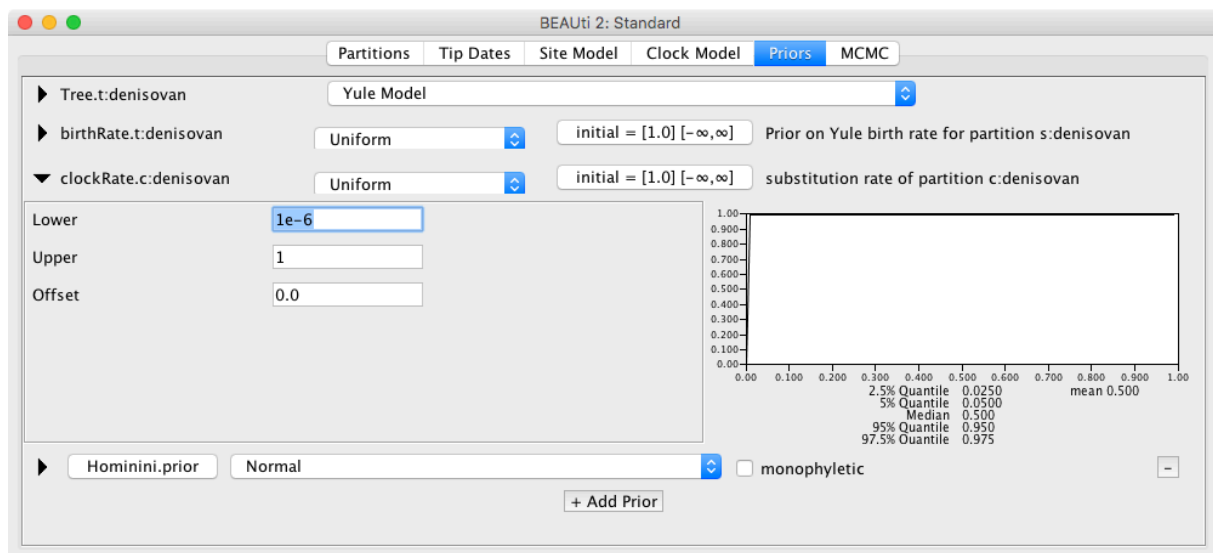 BEAUti 2: Standard
Partitions Tip Dates Site Model Clock Model Priors MCMC
Tree.t:denisovan Yule Model
birthRate.t:denisovan Uniform initial = [1.0] [-∞,∞] Prior on Yule birth rate for partition s:denisovan
clockRate.c:denisovan Uniform initial = [1.0] [-∞,∞] substitution rate of partition c:denisovan
Lower 1e-6
Upper 1
Offset 0.0
1.00
0.900
0.800
0.700
0.600
0.500
0.400
0.300
0.200
0.100
0.00
0.00 0.100 0.200 0.300 0.400 0.500 0.600 0.700 0.800 0.900 1.00
2.5% Quantile 0.0250 mean 0.500
5% Quantile 0.0500
Median 0.500
95% Quantile 0.950
97.5% Quantile 0.975
Hominini.prior Normal monophyletic -
+ Add Prior